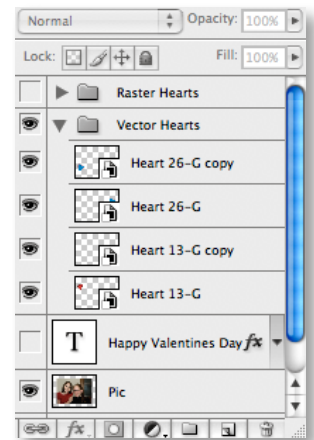 Normal Opacity: 100%
Lock: Fill: 100%
Raster Hearts
Vector Hearts
Heart 26-G copy
Heart 26-G
Heart 13-G copy
Heart 13-G
T Happy Valentines Day fx
Pic
fx.